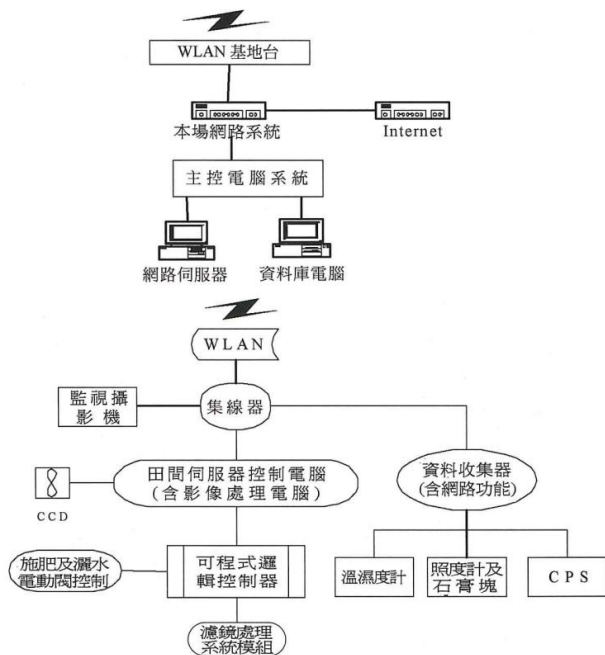 WLAN 基地台
本場網路系統
Internet
主控電腦系統
網路伺服器
資料庫電腦
WLAN
監視攝
影機
集線器
田間伺服器控制電腦
(含影像處理電腦)
資料收集器
(含網路功能)
CCD
施肥及灑水
電動閥控制
可程式邏
輯控制器
溫濕度計
照度計及
石膏塊
CPS
濾鏡處理
系統模組